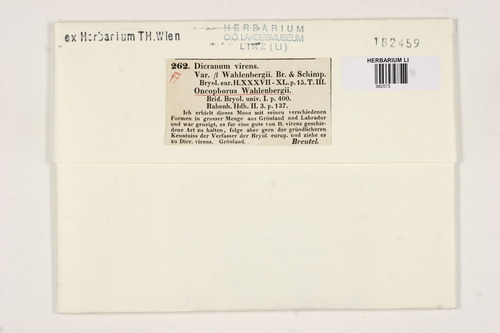 ex Herbarium TH.Wien
HERBARIUM
O.Ö. LANDESMUSEUM
LINZ (LI)
182459
HERBARIUM LI
262. Dicranum virens.
Var. β Wahlenbergii. Br. & Schimp.
Bryol. eur. H.XXXVII - XL. p. 15. T. III.
Oncophorus Wahlenbergii.
Brid. Bryol. univ. I. p. 400.
Rabenh. Hdb. II. 3. p. 137.
Ich erhielt dieses Moos mit seinen verschiedenen
Formen in grosser Menge aus Grönland und Labrador
und war geneigt, es für eine gute von D. virens geschie-
dene Art zu halten, folge aber gern der gründlicheren
Kenntniss der Verfasser der Bryol. europ. und ziehe es
zu Dicr. virens. Grönland. Breutel.